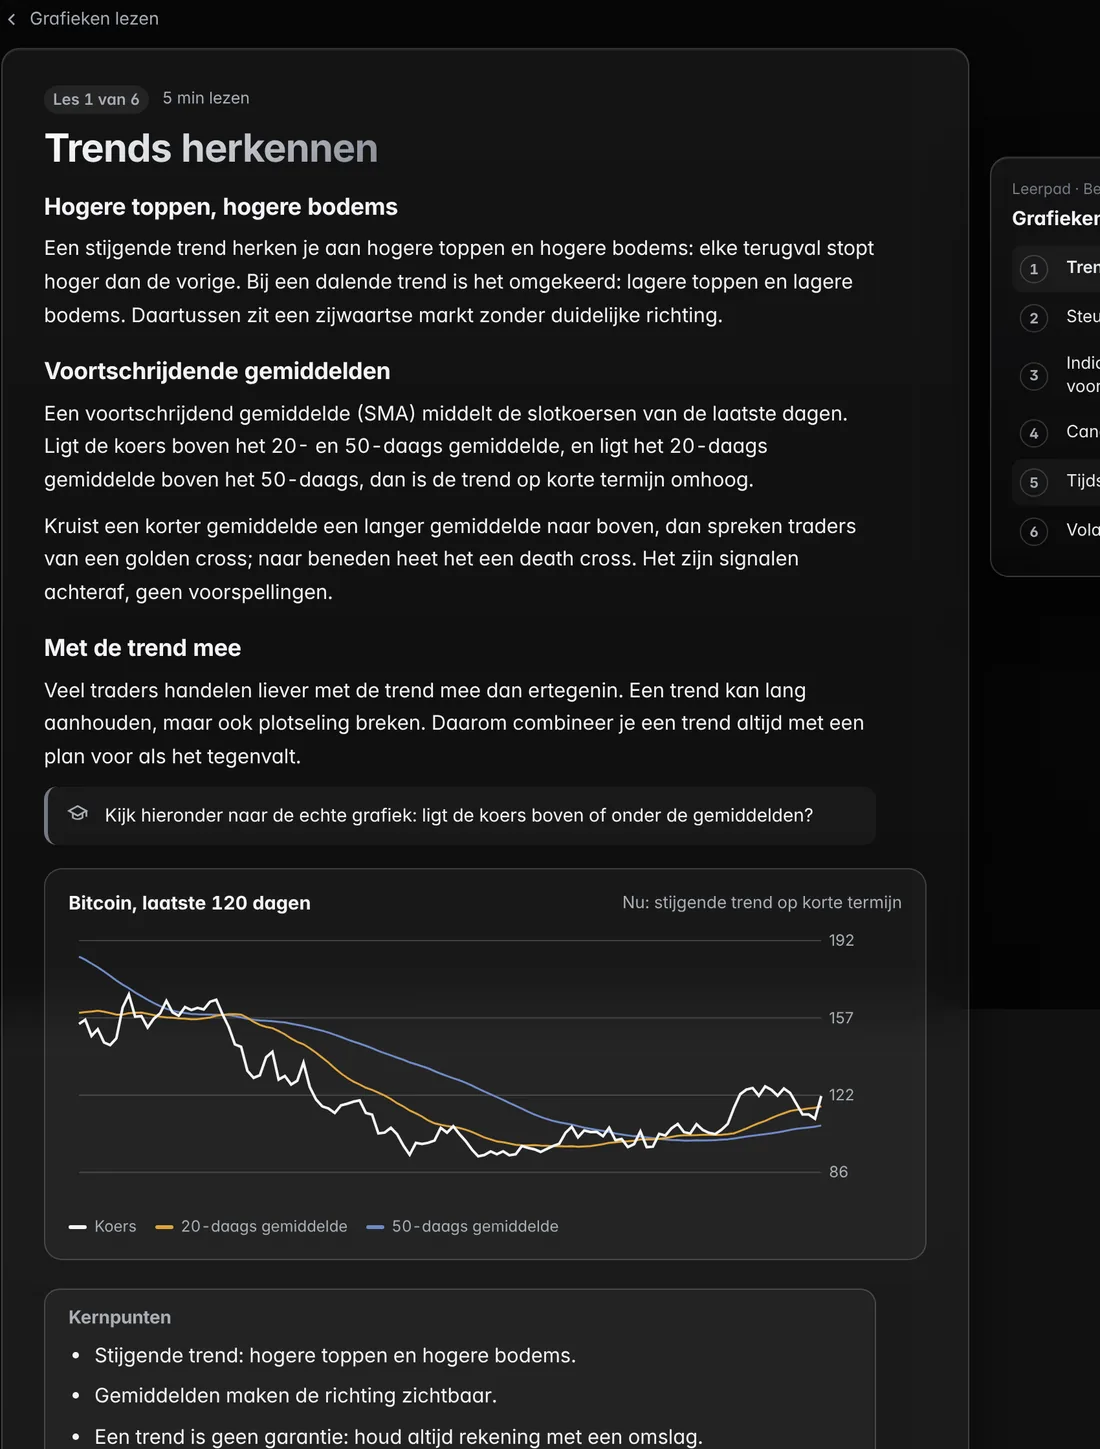 Grafieken lezen
Les 1 van 6
5 min lezen
Trends herkennen
Hogere toppen, hogere bodems
Een stijgende trend herken je aan hogere toppen en hogere bodems: elke terugval stopt
hoger dan de vorige. Bij een dalende trend is het omgekeerd: lagere toppen en lagere
bodems. Daartussen zit een zijwaartse markt zonder duidelijke richting.
Voortschrijdende gemiddelden
Een voortschrijdend gemiddelde (SMA) middelt de slotkoersen van de laatste dagen.
Ligt de koers boven het 20- en 50-daags gemiddelde, en ligt het 20-daags
gemiddelde boven het 50-daags, dan is de trend op korte termijn omhoog.
Kruist een korter gemiddelde een langer gemiddelde naar boven, dan spreken traders
van een golden cross; naar beneden heet het een death cross. Het zijn signalen
achteraf, geen voorspellingen.
Met de trend mee
Veel traders handelen liever met de trend mee dan ertegenin. Een trend kan lang
aanhouden, maar ook plotseling breken. Daarom combineer je een trend altijd met een
plan voor als het tegenvalt.
Kijk hieronder naar de echte grafiek: ligt de koers boven of onder de gemiddelden?
Bitcoin, laatste 120 dagen
Nu: stijgende trend op korte termijn
192
157
122
86
Koers
20-daags gemiddelde
50-daags gemiddelde
Kernpunten
• Stijgende trend: hogere toppen en hogere bodems.
• Gemiddelden maken de richting zichtbaar.
• Een trend is geen garantie: houd altijd rekening met een omslag.
Leerpad · Be
Grafieken
1 Tren
2 Steu
3 Indic
voor
4 Can
5 Tijds
6 Vola